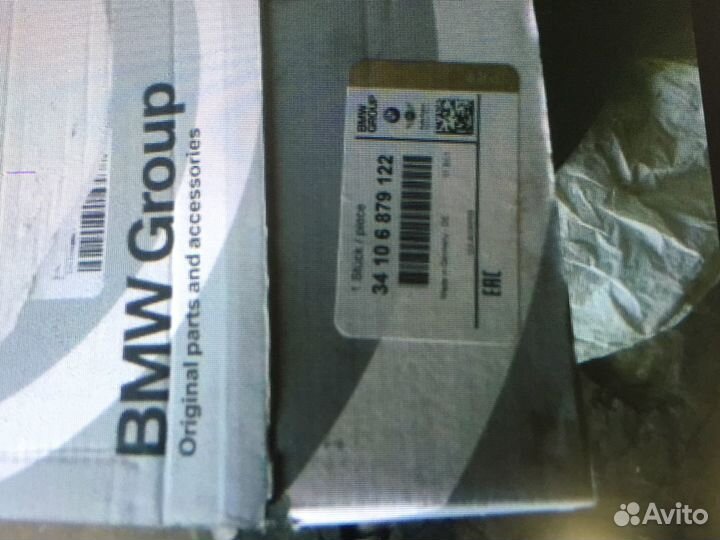 BMW Group
Original parts and accessories
BMW
GROUP
1 Stück / piece
34 10 6 879 122
Made in Germany DE
EAC
Avito